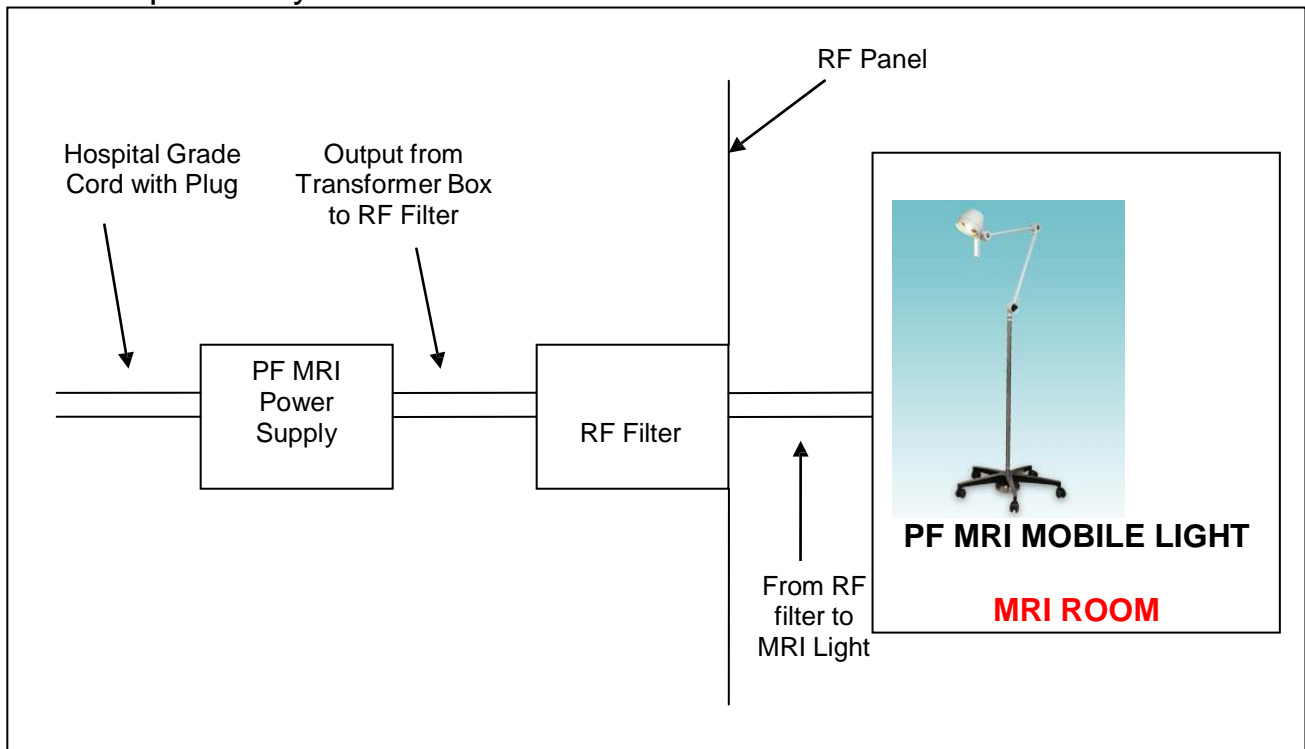 RF Panel
Hospital Grade
Cord with Plug
Output from
Transformer Box
to RF Filter
PF MRI
Power
Supply
RF Filter
From RF
filter to
MRI Light
PF MRI MOBILE LIGHT
MRI ROOM